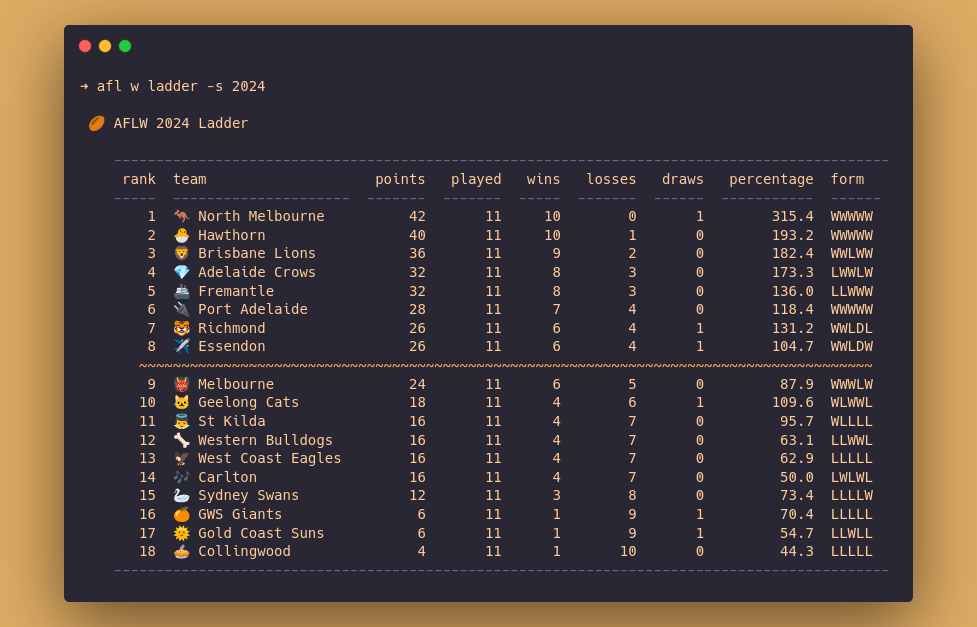 ➜ afl w ladder -s 2024
🏉 AFLW 2024 Ladder
rank team points played wins losses draws percentage form
1 North Melbourne 42 11 10 0 1 315.4 WWWWW
2 Hawthorn 40 11 10 1 0 193.2 WWWWW
3 Brisbane Lions 36 11 9 2 0 182.4 WWLWW
4 Adelaide Crows 32 11 8 3 0 173.3 LWWLW
5 Fremantle 32 11 8 3 0 136.0 LLWWW
6 Port Adelaide 28 11 7 4 0 118.4 WWWWW
7 Richmond 26 11 6 4 1 131.2 WWLDL
8 Essendon 26 11 6 4 1 104.7 WWLDW
9 Melbourne 24 11 6 5 0 87.9 WWWLW
10 Geelong Cats 18 11 4 6 1 109.6 WLWWL
11 St Kilda 16 11 4 7 0 95.7 WLLLL
12 Western Bulldogs 16 11 4 7 0 63.1 LLWWL
13 West Coast Eagles 16 11 4 7 0 62.9 LLLLL
14 Carlton 16 11 4 7 0 50.0 LWLWL
15 Sydney Swans 12 11 3 8 0 73.4 LLLLW
16 GWS Giants 6 11 1 9 1 70.4 LLLLL
17 Gold Coast Suns 6 11 1 9 1 54.7 LLWLL
18 Collingwood 4 11 1 10 0 44.3 LLLLL